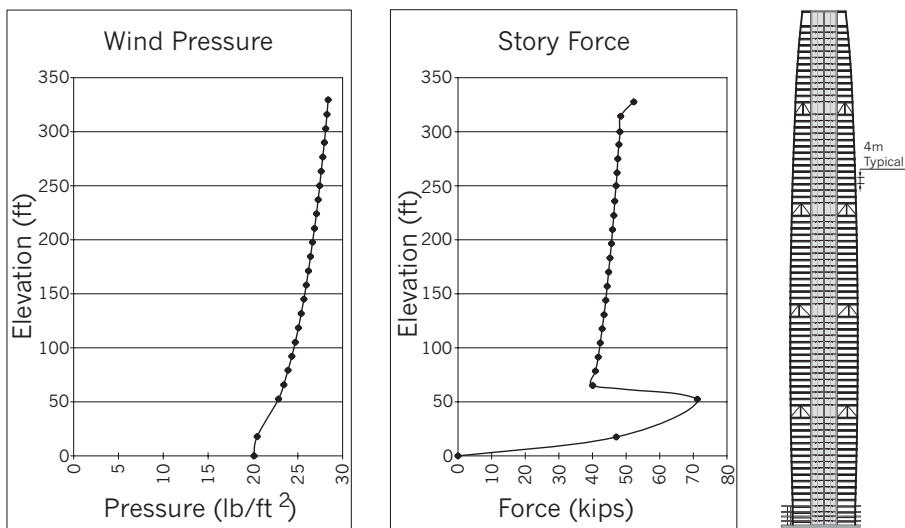 Wind Pressure
350
300
250
200
150
100
50
0
Elevation (ft)
0 5 10 15 20 25 30
Pressure (lb/ft 2)
Story Force
350
300
250
200
150
100
50
0
Elevation (ft)
0 10 20 30 40 50 60 70 80
Force (kips)
4m
Typical